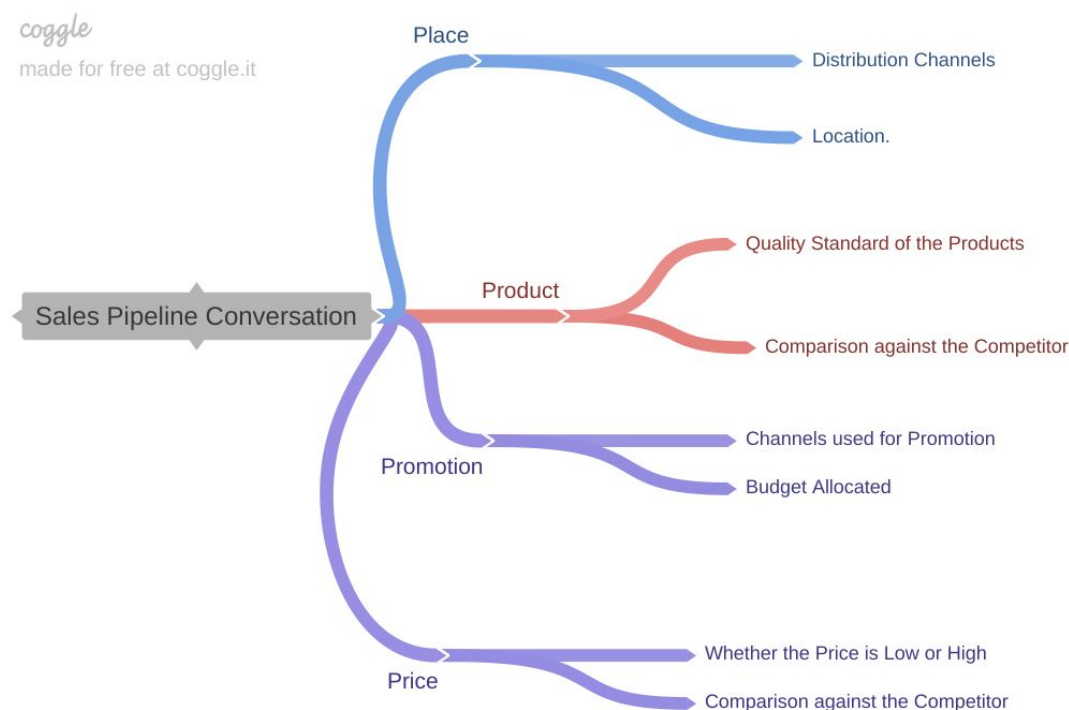 coggle
made for free at coggle.it
Place
Distribution Channels
Location.
Sales Pipeline Conversation
Product
Quality Standard of the Products
Comparison against the Competitor
Promotion
Channels used for Promotion
Budget Allocated
Price
Whether the Price is Low or High
Comparison against the Competitor